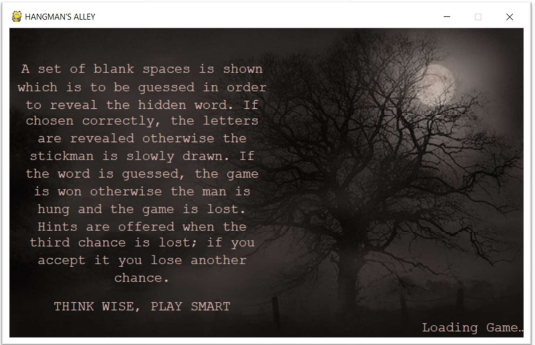 HANGMAN'S ALLEY
A set of blank spaces is shown
which is to be guessed in order
to reveal the hidden word. If
chosen correctly, the letters
are revealed otherwise the
stickman is slowly drawn. If
the word is guessed, the game
is won otherwise the man is
hung and the game is lost.
Hints are offered when the
third chance is lost; if you
accept it you lose another
chance.
THINK WISE, PLAY SMART
Loading Game…